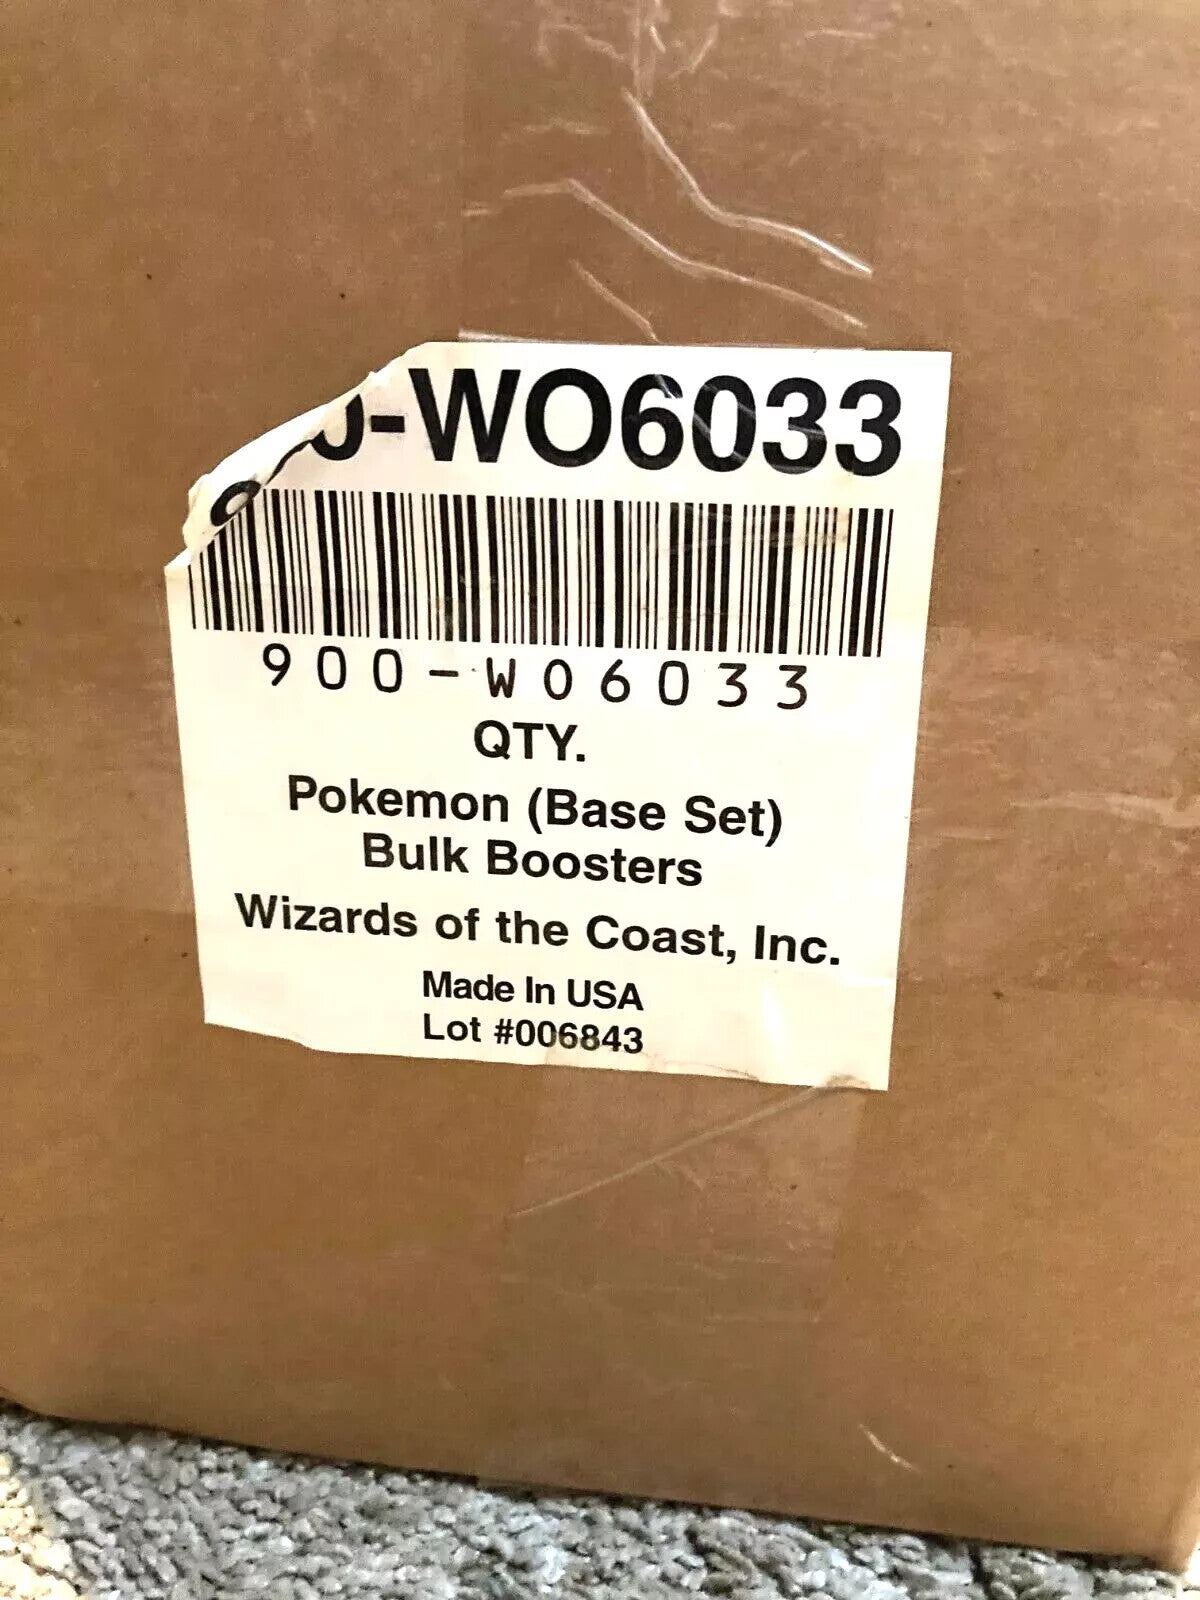 0-WO6033
900-W06033
QTY.
Pokemon (Base Set)
Bulk Boosters
Wizards of the Coast, Inc.
Made In USA
Lot #006843